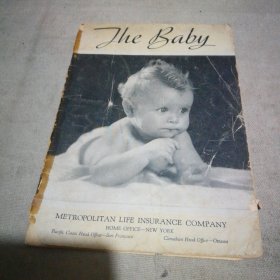 The Baby
METROPOLITAN LIFE INSURANCE COMPANY
HOME OFFICE—NEW YORK
Pacific Coast Head Office—San Francisco Canadian Head Office—Ottawa